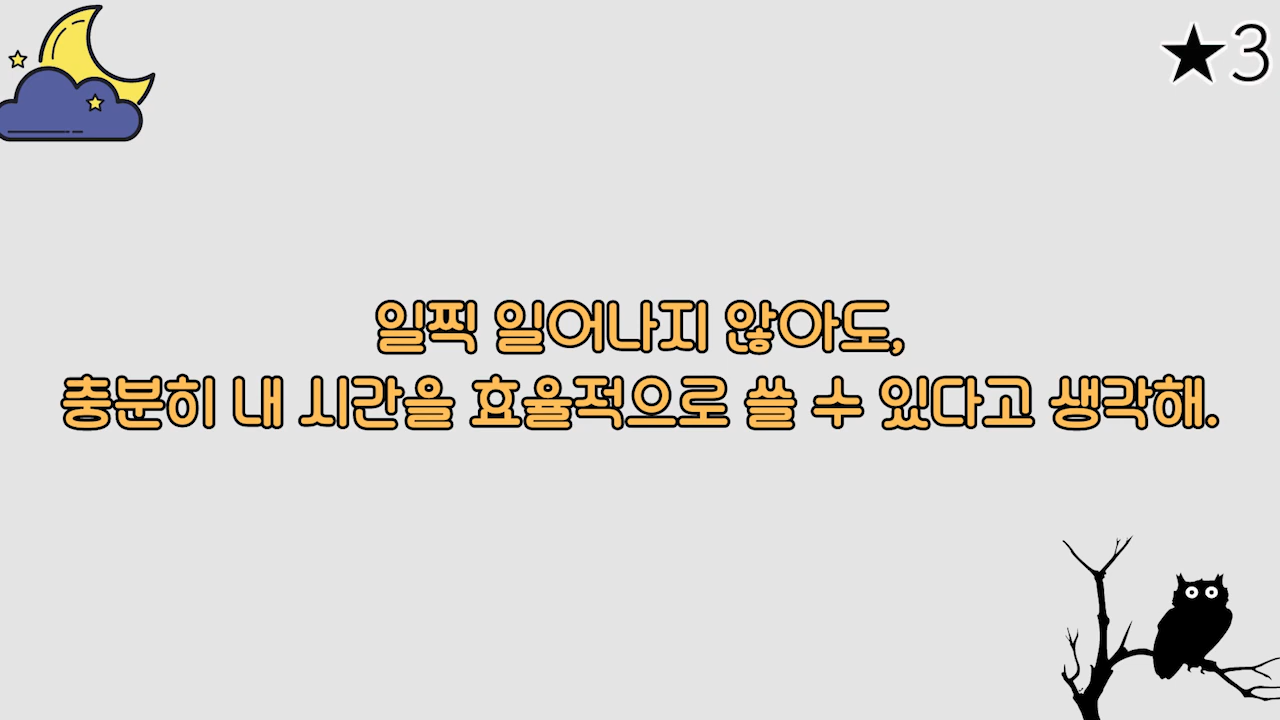 ★3
일찍 일어나지 않아도,
충분히 내 시간을 효율적으로 쓸 수 있다고 생각해.